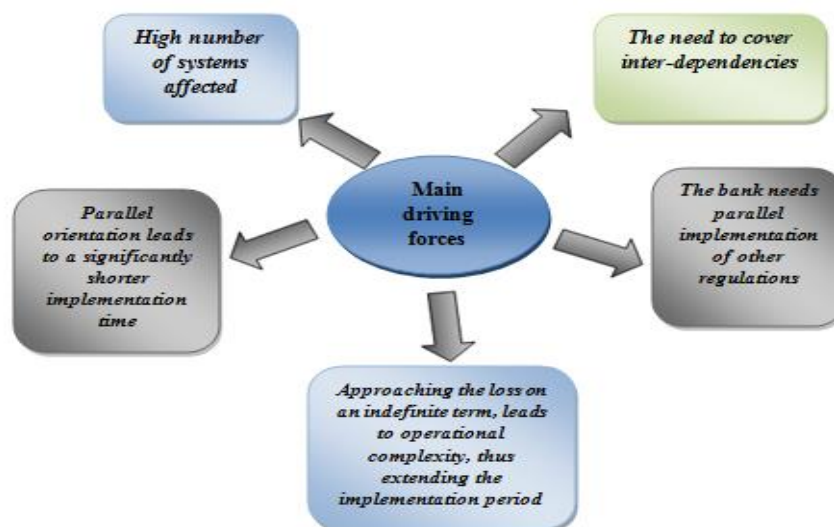 High number
of systems
affected
The need to cover
inter-dependencies
Main
driving
forces
Parallel
orientation leads
to a significantly
shorter
implementation
time
The bank needs
parallel
implementation
of other
regulations
Approaching the loss on
an indefinite term, leads
to operational
complexity, thus
extending the
implementation period